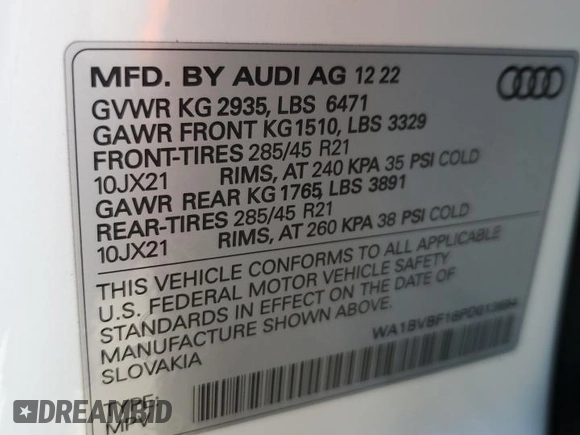 MFD. BY AUDI AG 12 22
GVWR KG 2935, LBS 6471
GAWR FRONT KG1510, LBS 3329
FRONT-TIRES 285/45 R21
10JX21 RIMS, AT 240 KPA 35 PSI COLD
GAWR REAR KG 1765, LBS 3891
REAR-TIRES 285/45 R21
10JX21 RIMS, AT 260 KPA 38 PSI COLD
THIS VEHICLE CONFORMS TO ALL APPLICABLE
U.S. FEDERAL MOTOR VEHICLE SAFETY
STANDARDS IN EFFECT ON THE DATE OF
MANUFACTURE SHOWN ABOVE.
SLOVAKIA
TYPE:
MPV
DREAMBID